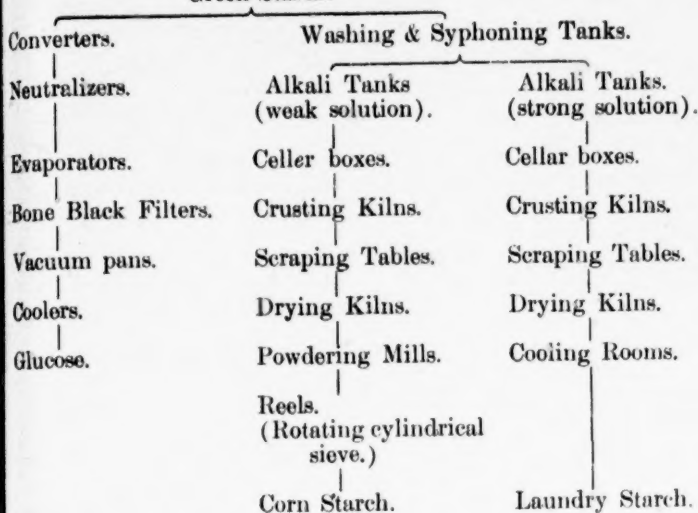 Converters. Washing & Syphoning Tanks.
Neutralizers. Alkali Tanks Alkali Tanks.
(weak solution). (strong solution).
Evaporators. Celler boxes. Cellar boxes.
Bone Black Filters. Crusting Kilns. Crusting Kilns.
Vacuum pans. Scraping Tables. Scraping Tables.
Coolers. Drying Kilns. Drying Kilns.
Glucose. Powdering Mills. Cooling Rooms.
Reels.
(Rotating cylindrical
sieve.)
Corn Starch. Laundry Starch.